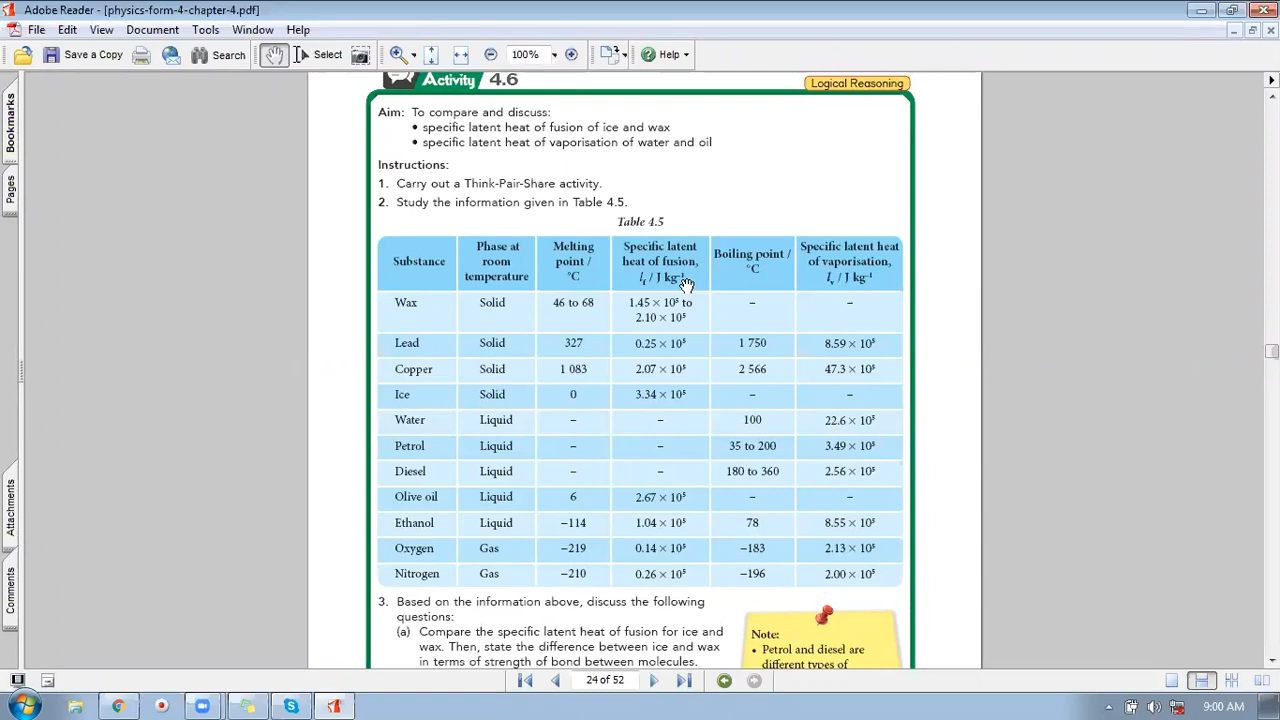 Adobe Reader - [physics-form-4-chapter-4.pdf]
File Edit View Document Tools Window Help
Save a Copy Search Select 100% Help
Activity 4.6
Logical Reasoning
Aim: To compare and discuss:
• specific latent heat of fusion of ice and wax
• specific latent heat of vaporisation of water and oil
Instructions:
1. Carry out a Think-Pair-Share activity.
2. Study the information given in Table 4.5.
Table 4.5
Substance Phase at room temperature Melting point / °C Specific latent heat of fusion, lf / J kg⁻¹ Boiling point / °C Specific latent heat of vaporisation, lv / J kg⁻¹
Wax Solid 46 to 68 1.45 × 10⁵ to 2.10 × 10⁵ – –
Lead Solid 327 0.25 × 10⁵ 1 750 8.59 × 10⁵
Copper Solid 1 083 2.07 × 10⁵ 2 566 47.3 × 10⁵
Ice Solid 0 3.34 × 10⁵ – –
Water Liquid – – 100 22.6 × 10⁵
Petrol Liquid – – 35 to 200 3.49 × 10⁵
Diesel Liquid – – 180 to 360 2.56 × 10⁵
Olive oil Liquid 6 2.67 × 10⁵ – –
Ethanol Liquid –114 1.04 × 10⁵ 78 8.55 × 10⁵
Oxygen Gas –219 0.14 × 10⁵ –183 2.13 × 10⁵
Nitrogen Gas –210 0.26 × 10⁵ –196 2.00 × 10⁵
3. Based on the information above, discuss the following
questions:
(a) Compare the specific latent heat of fusion for ice and
wax. Then, state the difference between ice and wax
in terms of strength of bond between molecules.
Note:
• Petrol and diesel are
different types of
Bookmarks
Pages
Attachments
Comments
24 of 52
9:00 AM